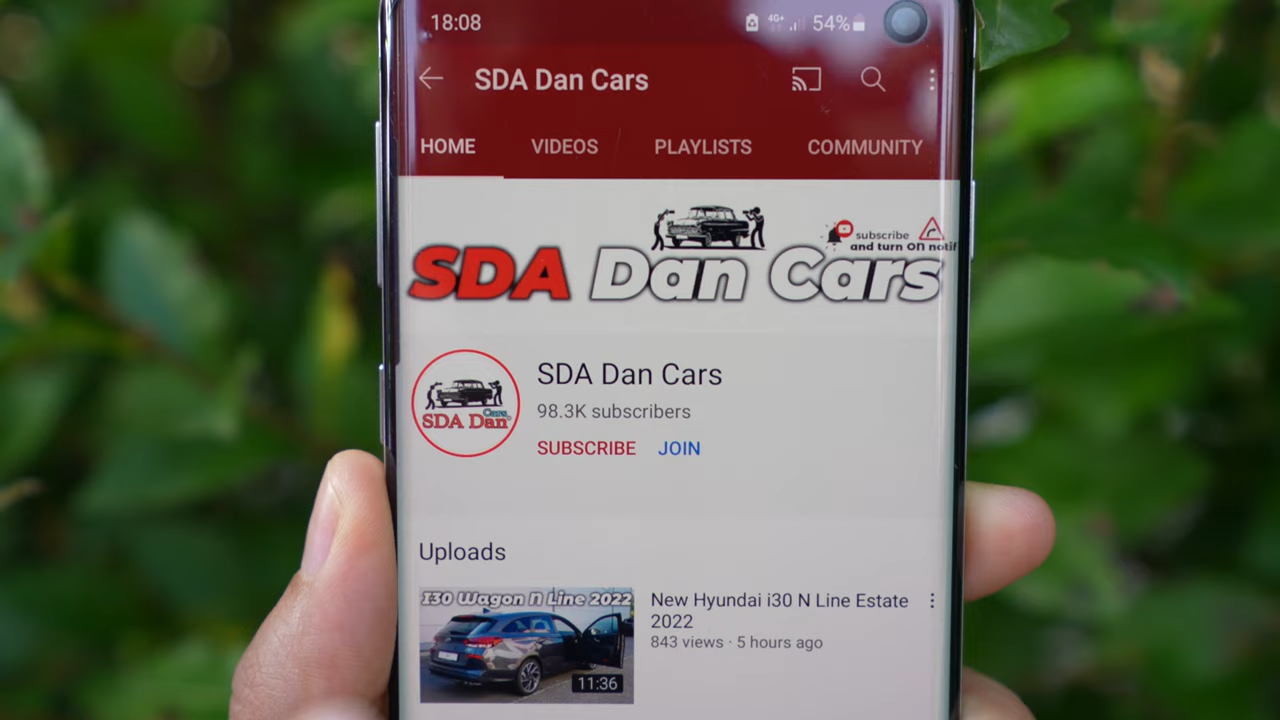 18:08
4G+ 54%
SDA Dan Cars
HOME VIDEOS PLAYLISTS COMMUNITY
subscribe
and turn on notif
SDA Dan Cars
Cars
SDA Dan
SDA Dan Cars
98.3K subscribers
SUBSCRIBE JOIN
Uploads
I30 Wagon N Line 2022
11:36
New Hyundai i30 N Line Estate
2022
843 views · 5 hours ago